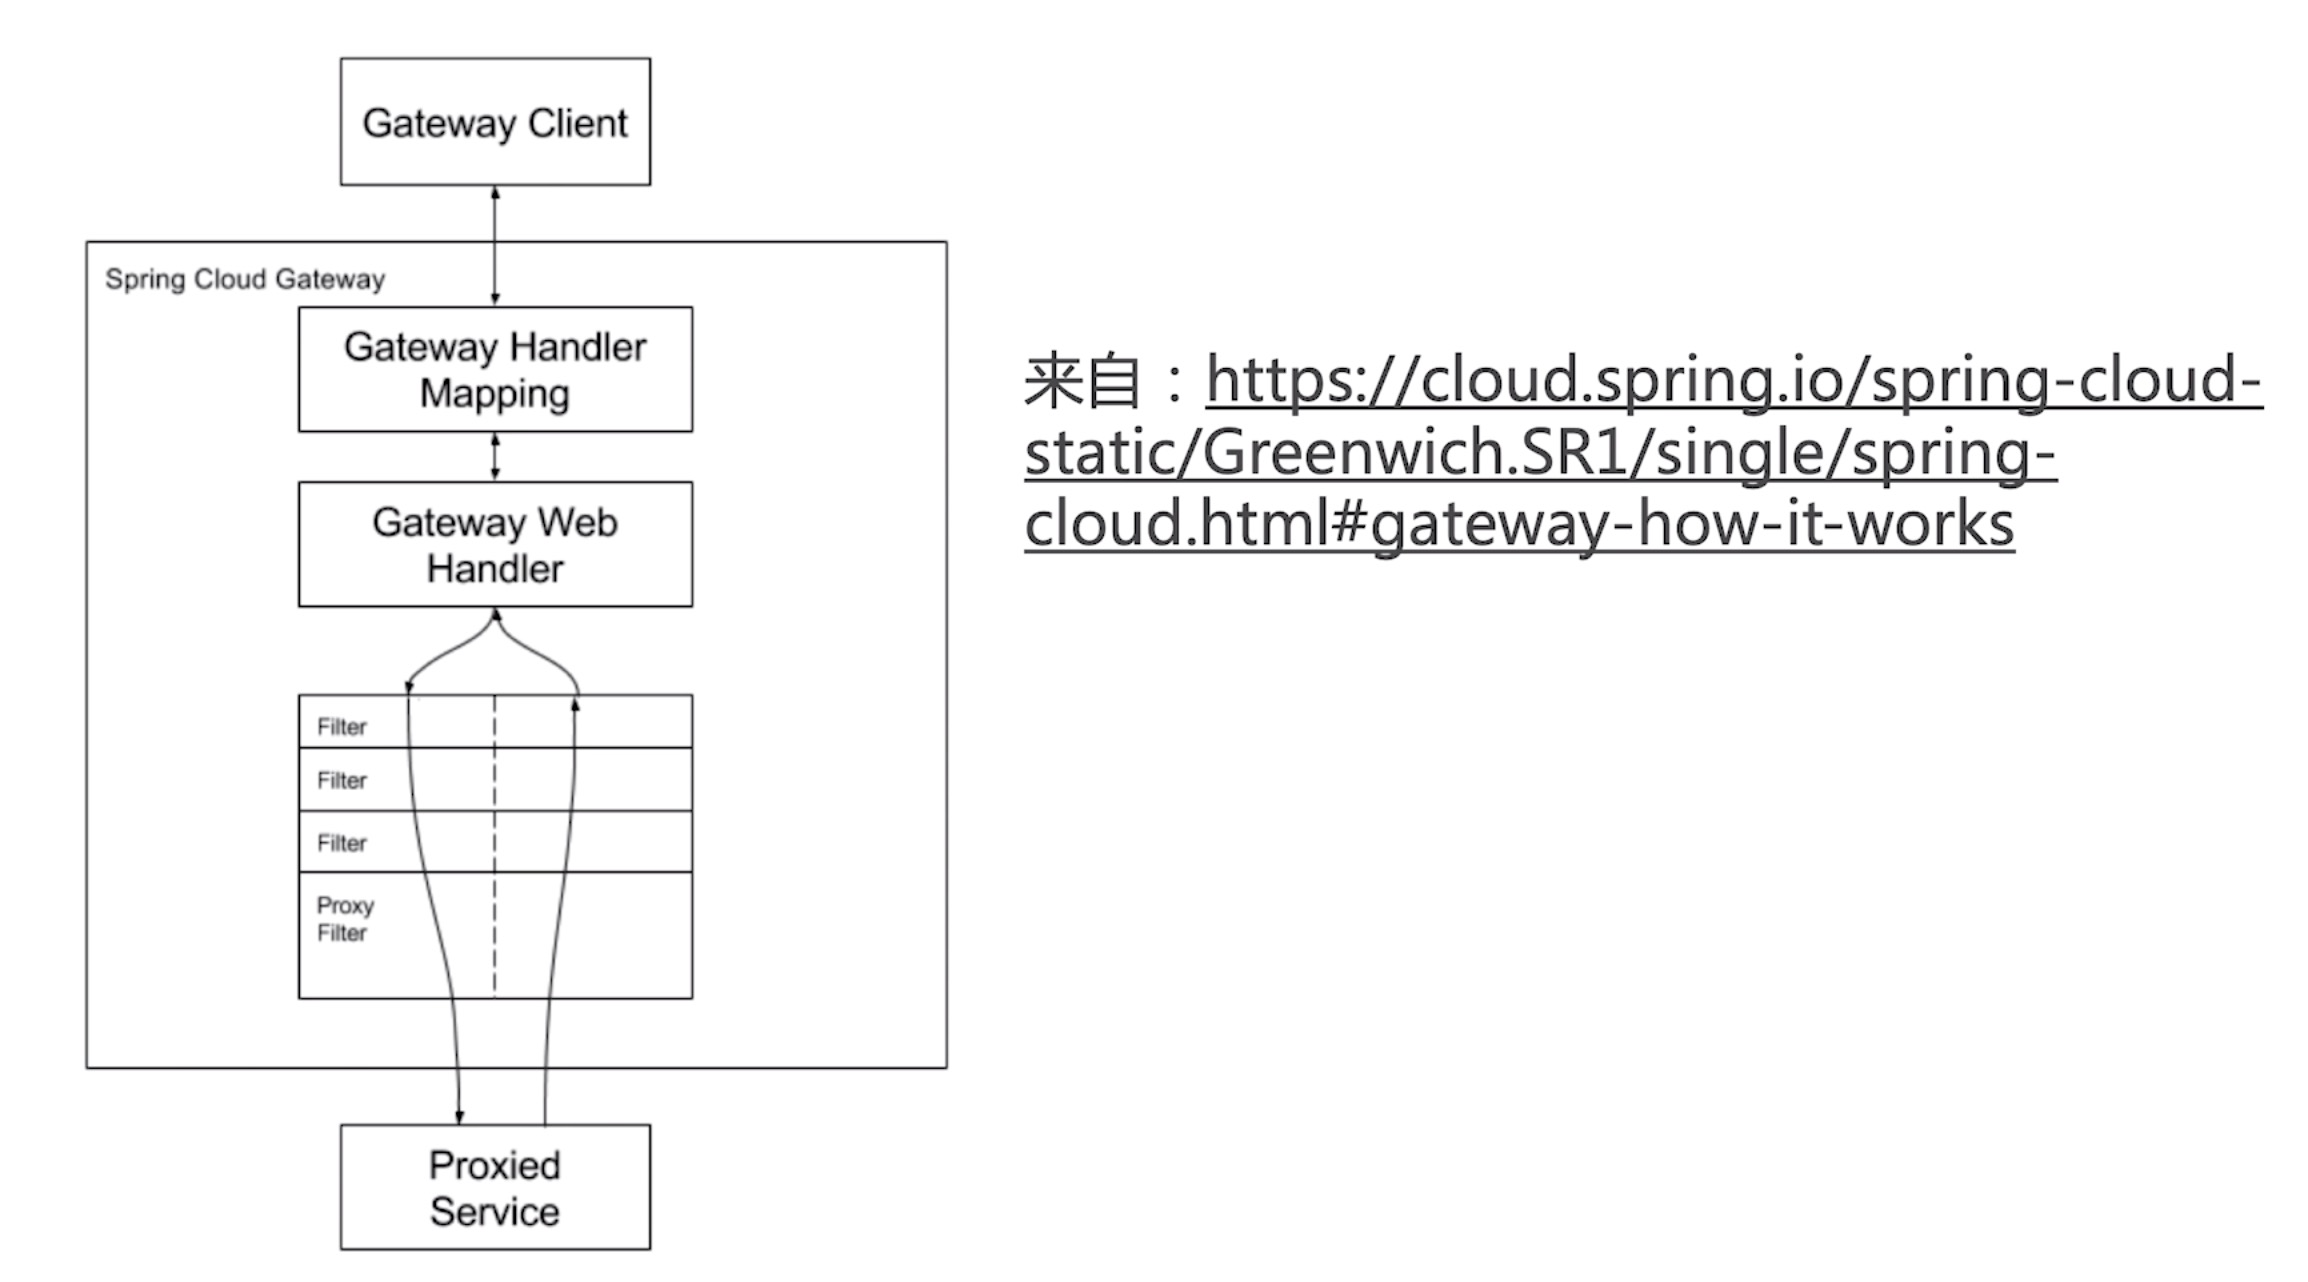 Gateway Client
Spring Cloud Gateway
Gateway Handler
Mapping
Gateway Web
Handler
Filter
Filter
Filter
Proxy
Filter
Proxied
Service
来自：https://cloud.spring.io/spring-cloud-
static/Greenwich.SR1/single/spring-
cloud.html#gateway-how-it-works